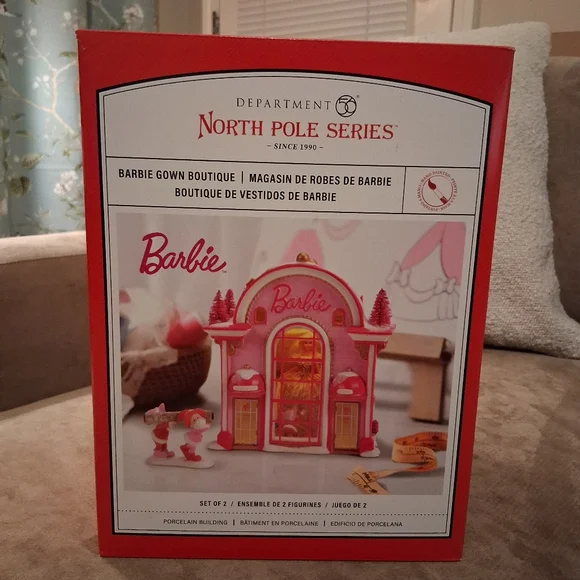 DEPARTMENT 56
NORTH POLE SERIES™
– SINCE 1990 –
BARBIE GOWN BOUTIQUE | MAGASIN DE ROBES DE BARBIE
BOUTIQUE DE VESTIDOS DE BARBIE
Barbie™
Barbie
SET OF 2 / ENSEMBLE DE 2 FIGURINES / JUEGO DE 2
PORCELAIN BUILDING | BÂTIMENT EN PORCELAINE | EDIFICIO DE PORCELANA